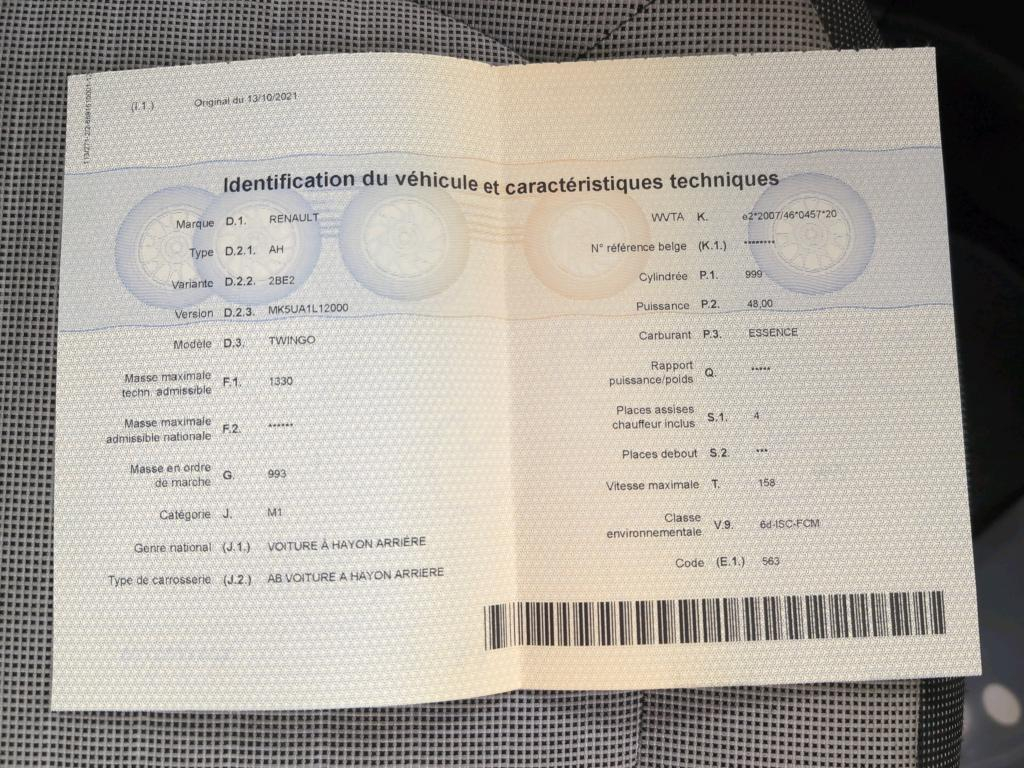 (I.1.) Original du 13/10/2021
Identification du véhicule et caractéristiques techniques
Marque D.1. RENAULT
Type D.2.1. AH
Variante D.2.2. 2BE2
Version D.2.3. MK5UA1L12000
Modèle D.3. TWINGO
Masse maximale
techn. admissible F.1. 1330
Masse maximale
admissible nationale F.2. ******
Masse en ordre
de marche G. 993
Catégorie J. M1
Genre national (J.1.) VOITURE À HAYON ARRIÈRE
Type de carrosserie (J.2.) AB VOITURE A HAYON ARRIERE
WVTA K. e2*2007/46*0457*20
N° référence belge (K.1.) ********
Cylindrée P.1. 999
Puissance P.2. 48,00
Carburant P.3. ESSENCE
Rapport
puissance/poids Q. *****
Places assises
chauffeur inclus S.1. 4
Places debout S.2. ***
Vitesse maximale T. 158
Classe
environnementale V.9. 6d-ISC-FCM
Code (E.1.) 563